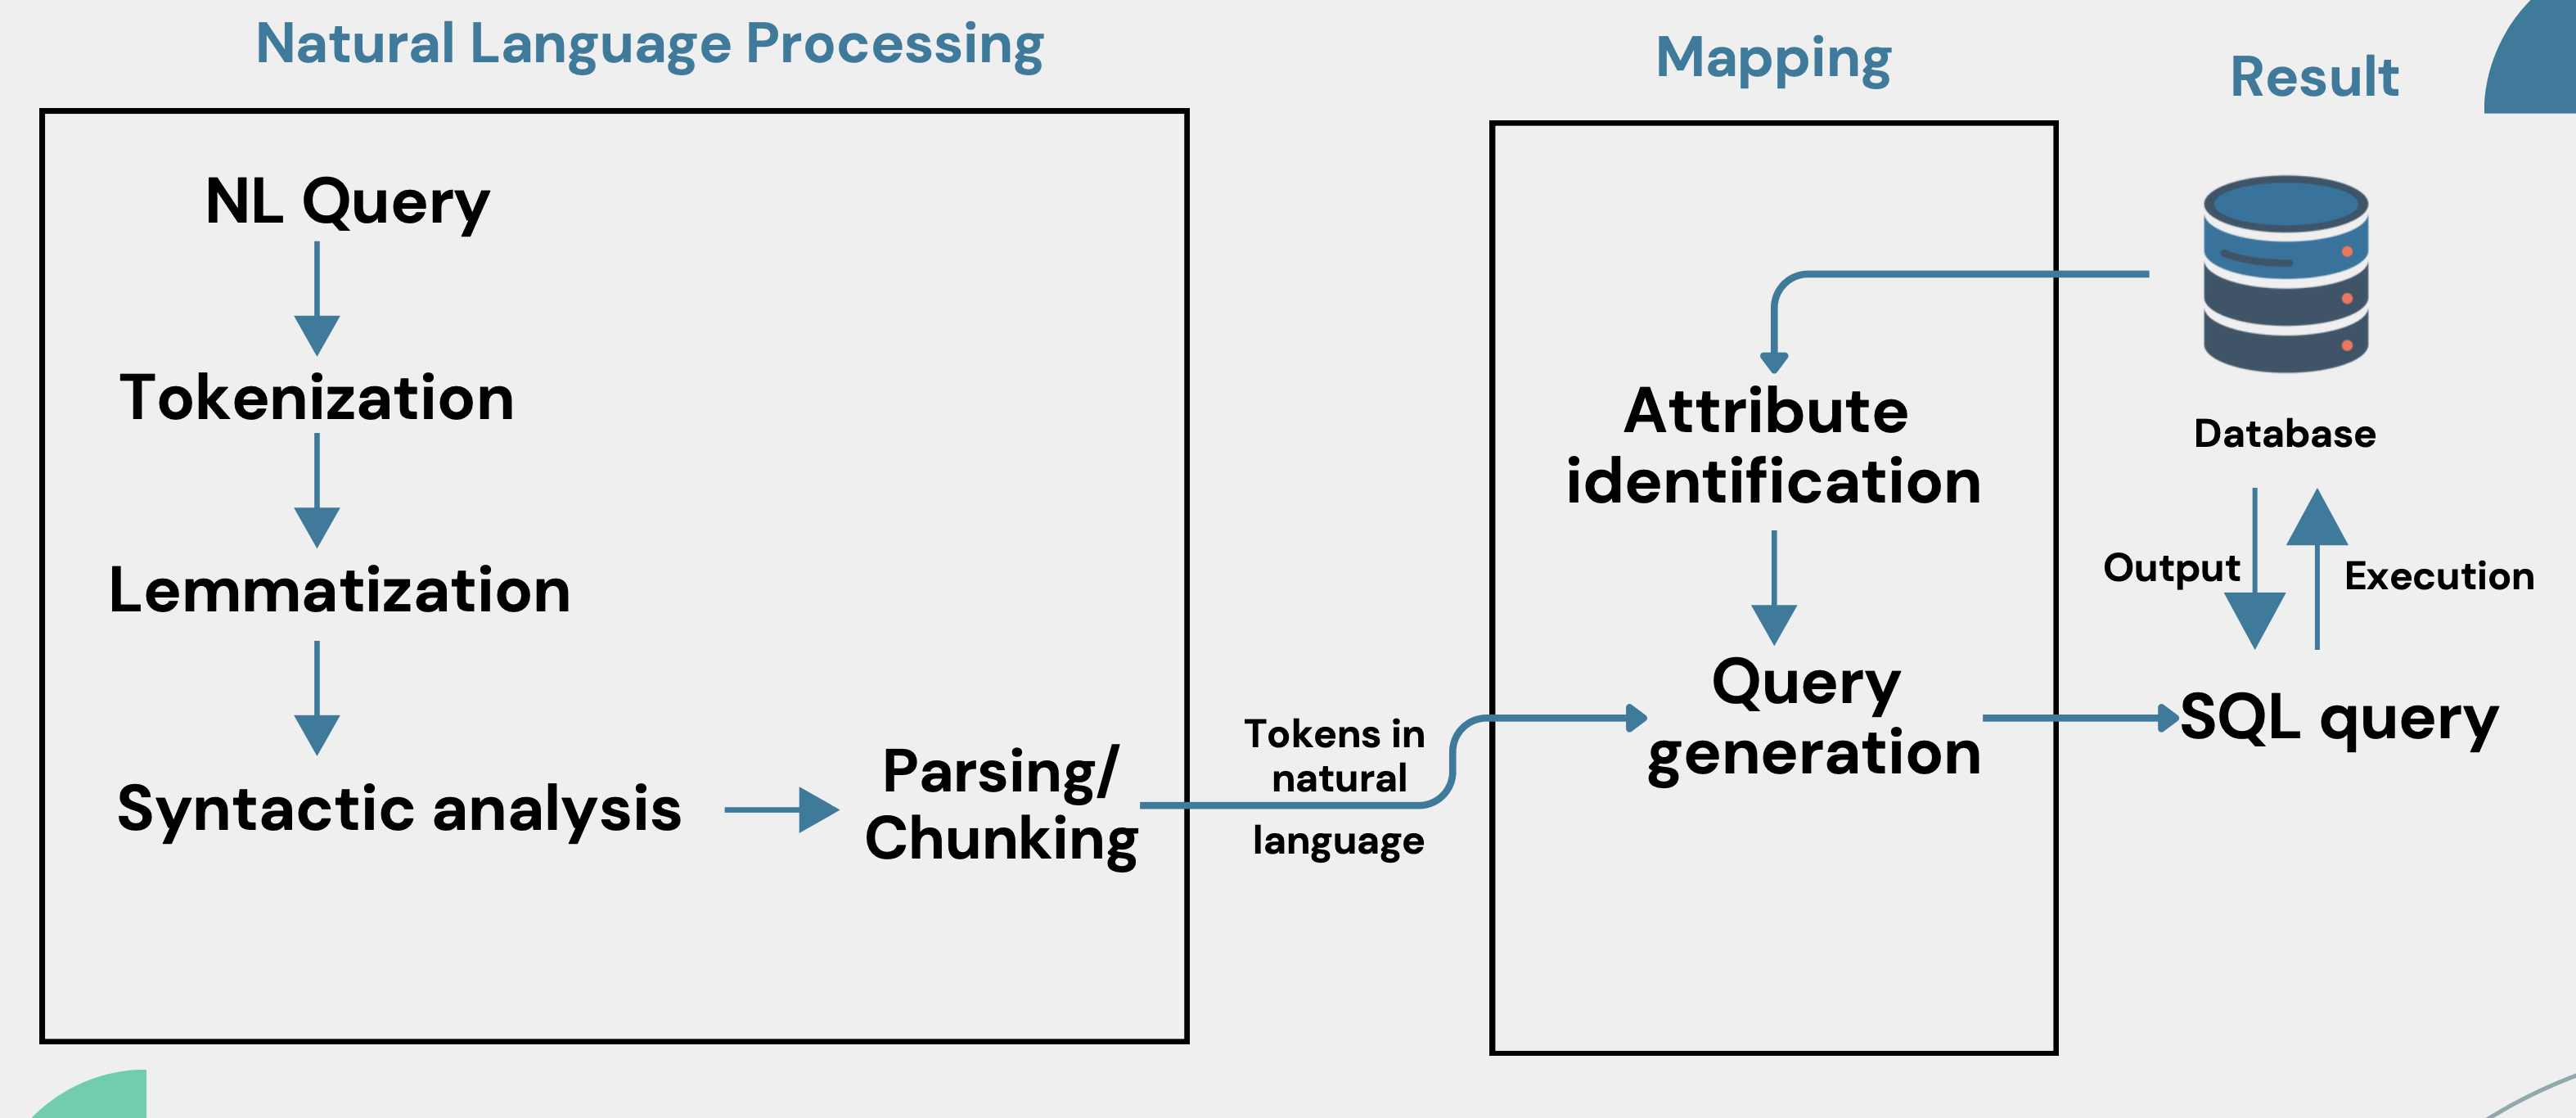 Natural Language Processing
NL Query
Tokenization
Lemmatization
Syntactic analysis
Parsing/
Chunking
Tokens in
natural
language
Mapping
Attribute
identification
Query
generation
Result
Database
Output
Execution
SQL query